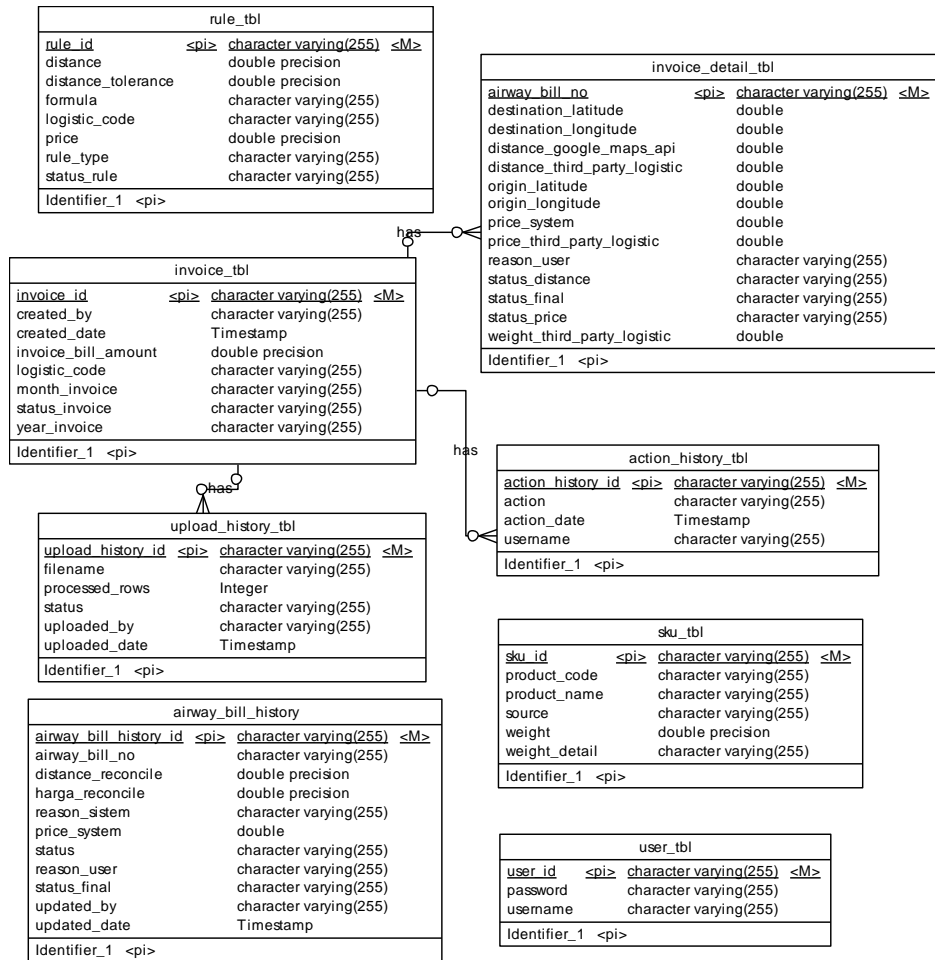 rule_tbl
rule_id <pi> character varying(255) <M>
distance double precision
distance_tolerance double precision
formula character varying(255)
logistic_code character varying(255)
price double precision
rule_type character varying(255)
status_rule character varying(255)
Identifier_1 <pi>
invoice_detail_tbl
airway_bill_no <pi> character varying(255) <M>
destination_latitude double
destination_longitude double
distance_google_maps_api double
distance_third_party_logistic double
origin_latitude double
origin_longitude double
price_system double
price_third_party_logistic double
reason_user character varying(255)
status_distance character varying(255)
status_final character varying(255)
status_price character varying(255)
weight_third_party_logistic double
Identifier_1 <pi>
has
invoice_tbl
invoice_id <pi> character varying(255) <M>
created_by character varying(255)
created_date Timestamp
invoice_bill_amount double precision
logistic_code character varying(255)
month_invoice character varying(255)
status_invoice character varying(255)
year_invoice character varying(255)
Identifier_1 <pi>
has
has
action_history_tbl
action_history_id <pi> character varying(255) <M>
action character varying(255)
action_date Timestamp
username character varying(255)
Identifier_1 <pi>
upload_history_tbl
upload_history_id <pi> character varying(255) <M>
filename character varying(255)
processed_rows Integer
status character varying(255)
uploaded_by character varying(255)
uploaded_date Timestamp
Identifier_1 <pi>
sku_tbl
sku_id <pi> character varying(255) <M>
product_code character varying(255)
product_name character varying(255)
source character varying(255)
weight double precision
weight_detail character varying(255)
Identifier_1 <pi>
airway_bill_history
airway_bill_history_id <pi> character varying(255) <M>
airway_bill_no character varying(255)
distance_reconcile double precision
harga_reconcile double precision
reason_sistem character varying(255)
price_system double
status character varying(255)
reason_user character varying(255)
status_final character varying(255)
updated_by character varying(255)
updated_date Timestamp
Identifier_1 <pi>
user_tbl
user_id <pi> character varying(255) <M>
password character varying(255)
username character varying(255)
Identifier_1 <pi>